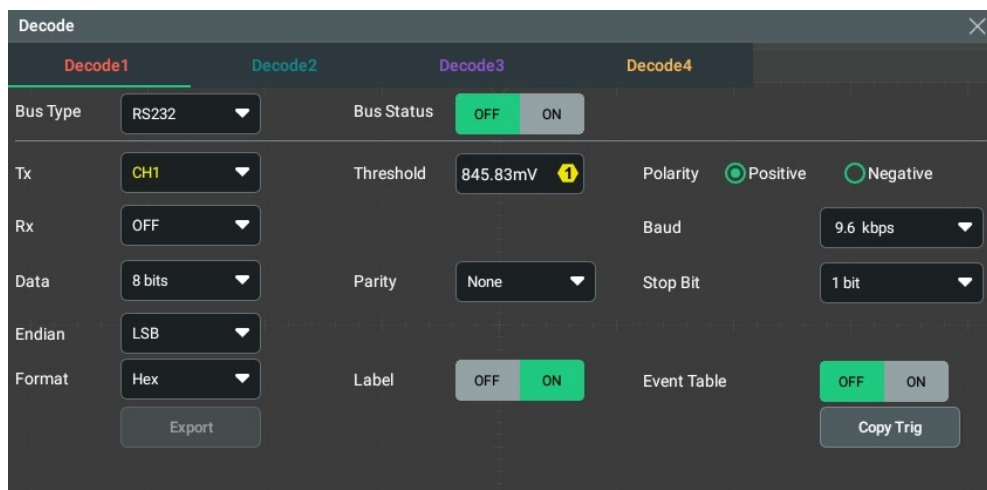 Decode
Decode1 Decode2 Decode3 Decode4
Bus Type RS232 Bus Status OFF ON
Tx CH1 Threshold 845.83mV 1 Polarity Positive Negative
Rx OFF Baud 9.6 kbps
Data 8 bits Parity None Stop Bit 1 bit
Endian LSB
Format Hex Label OFF ON Event Table OFF ON
Export Copy Trig